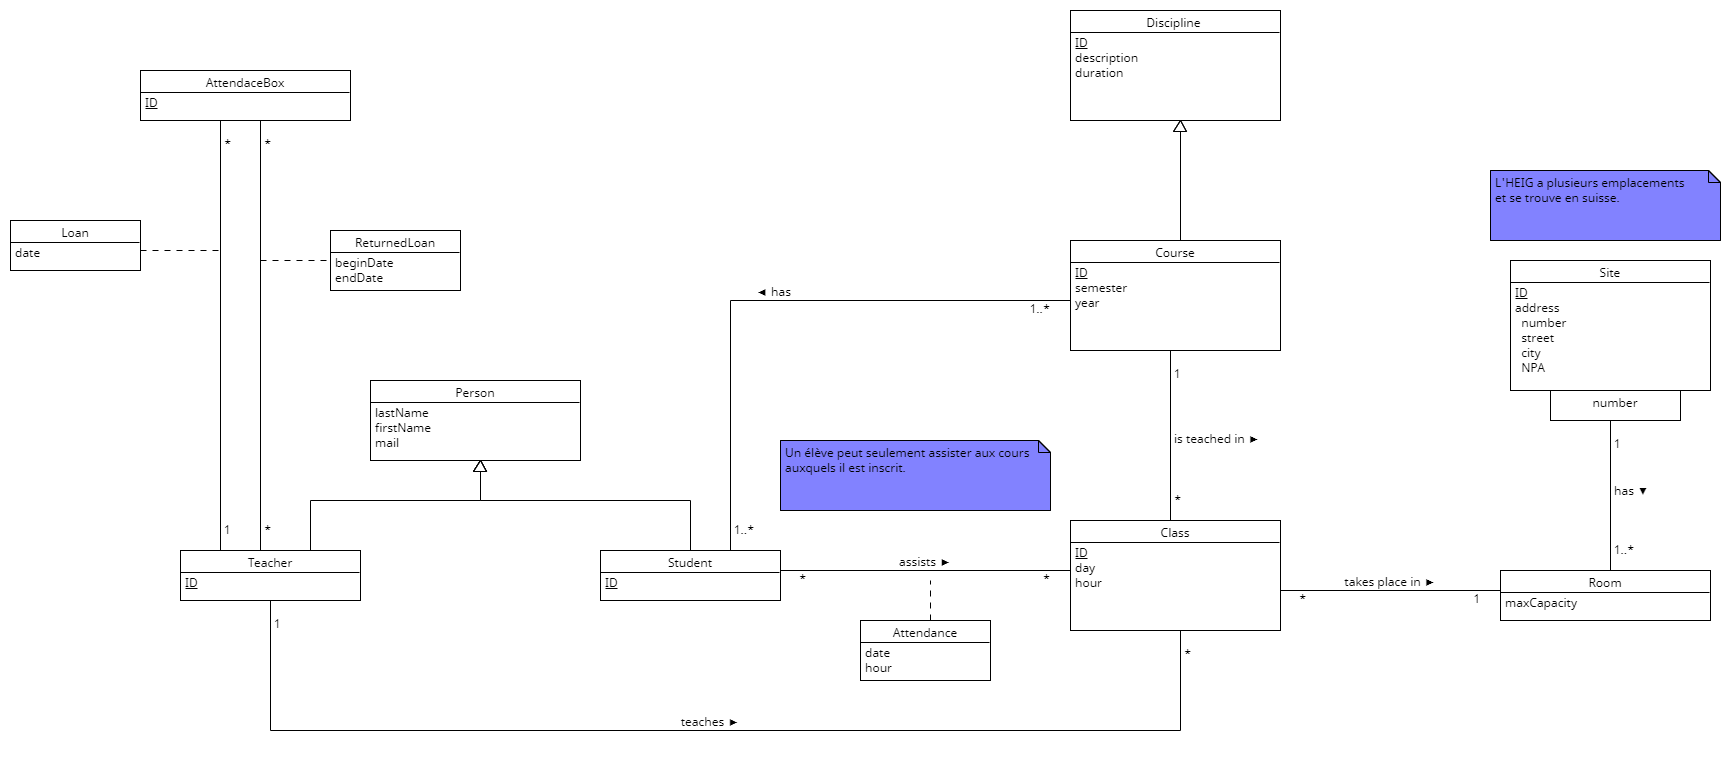 Discipline
ID
description
duration
AttendaceBox
ID
*
*
L'HEIG a plusieurs emplacements
et se trouve en suisse.
Loan
date
ReturnedLoan
beginDate
endDate
Course
ID
semester
year
◄ has
1..*
Site
ID
address
number
street
city
NPA
number
1
1
Person
lastName
firstName
mail
is teached in ►
Un élève peut seulement assister aux cours
auxquels il est inscrit.
has ▼
*
1
*
1..*
1..*
Teacher
ID
Student
ID
assists ►
*
*
Class
ID
day
hour
takes place in ►
*
1
Room
maxCapacity
1
Attendance
date
hour
*
teaches ►